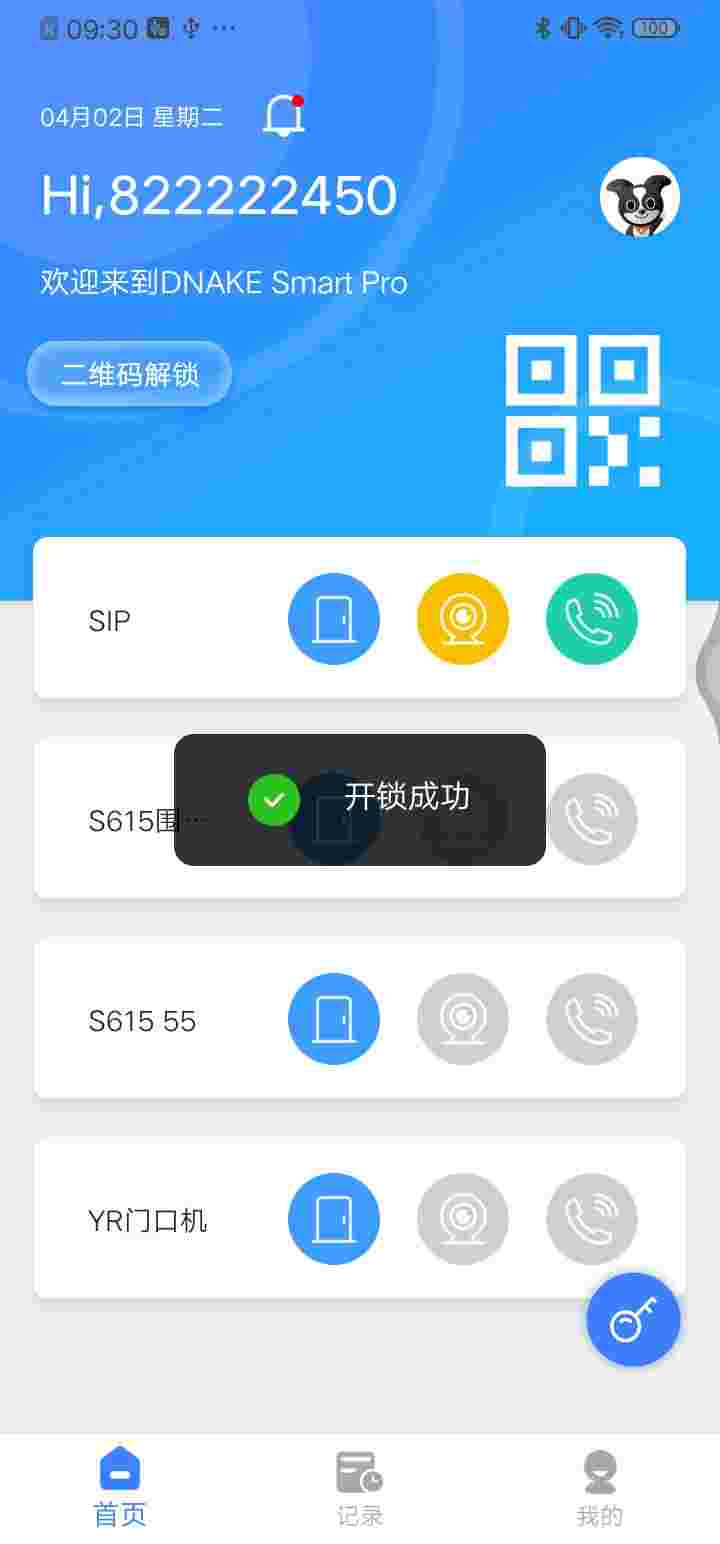 09:30
100
04月02日 星期二
Hi,822222450
欢迎来到DNAKE Smart Pro
二维码解锁
SIP
开锁成功
S615围…
S615 55
YR门口机
首页
记录
我的